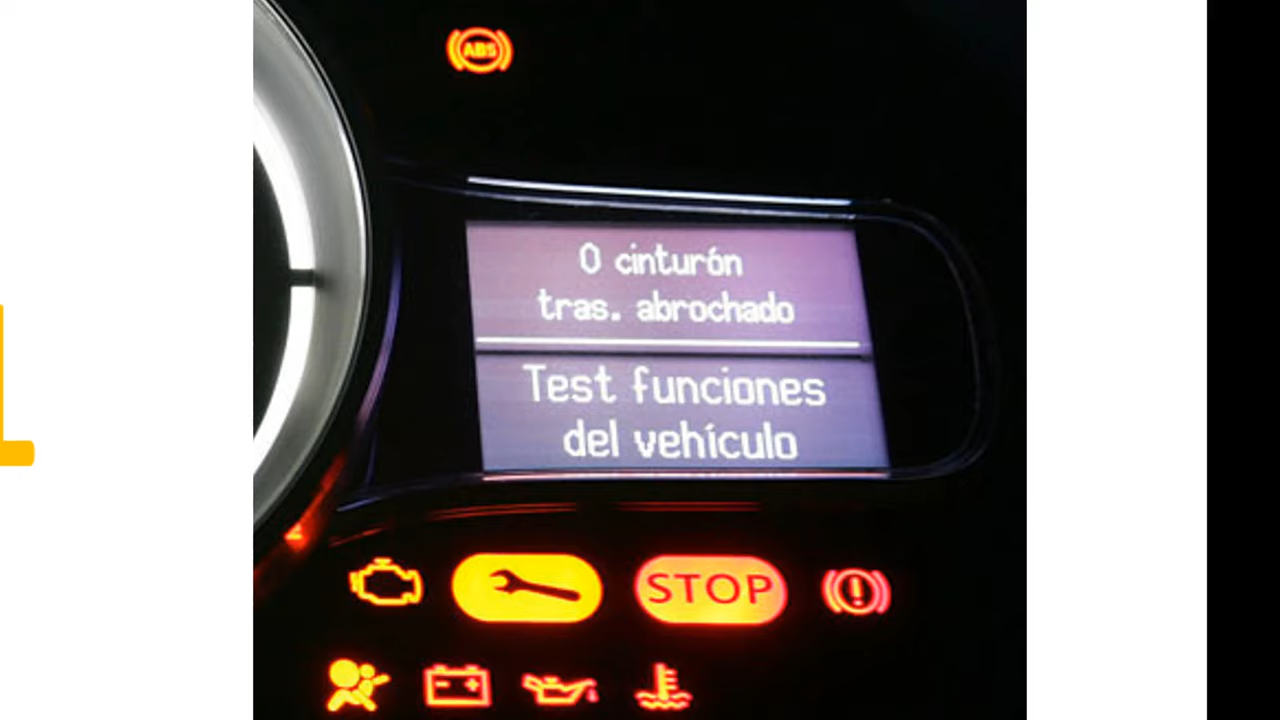 ABS
0 cinturón
tras. abrochado
Test funciones
del vehículo
STOP